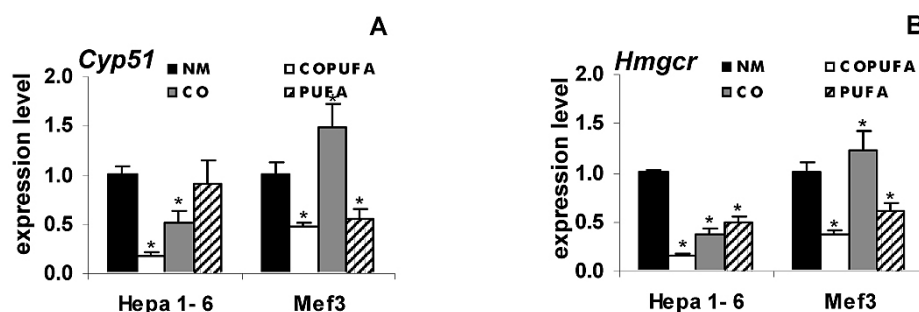 A
Cyp51
NM COPUFA
CO PUFA
expression level
2.0
1.5
1.0
0.5
0.0
* * * * *
Hepa 1- 6 Mef3
B
Hmgcr
NM COPUFA
CO PUFA
expression level
2.0
1.5
1.0
0.5
0.0
* * * * * *
Hepa 1- 6 Mef3